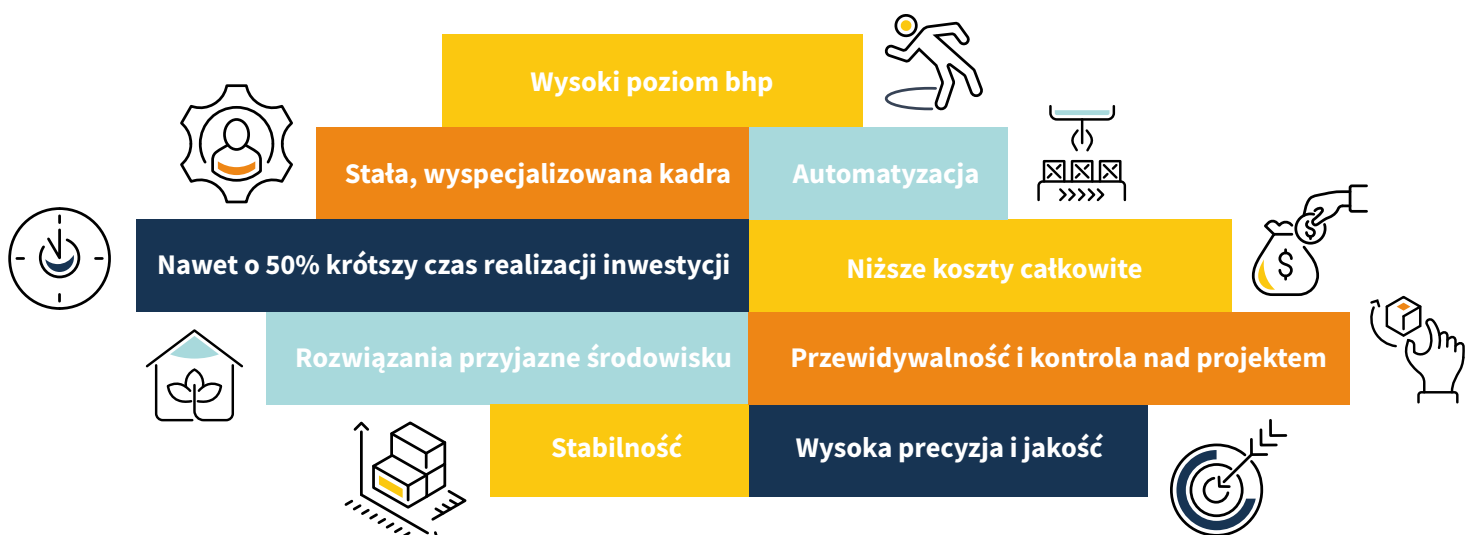 Wysoki poziom bhp
Stała, wyspecjalizowana kadra
Automatyzacja
Nawet o 50% krótszy czas realizacji inwestycji
Niższe koszty całkowite
$
$
Rozwiązania przyjazne środowisku
Przewidywalność i kontrola nad projektem
Stabilność
Wysoka precyzja i jakość